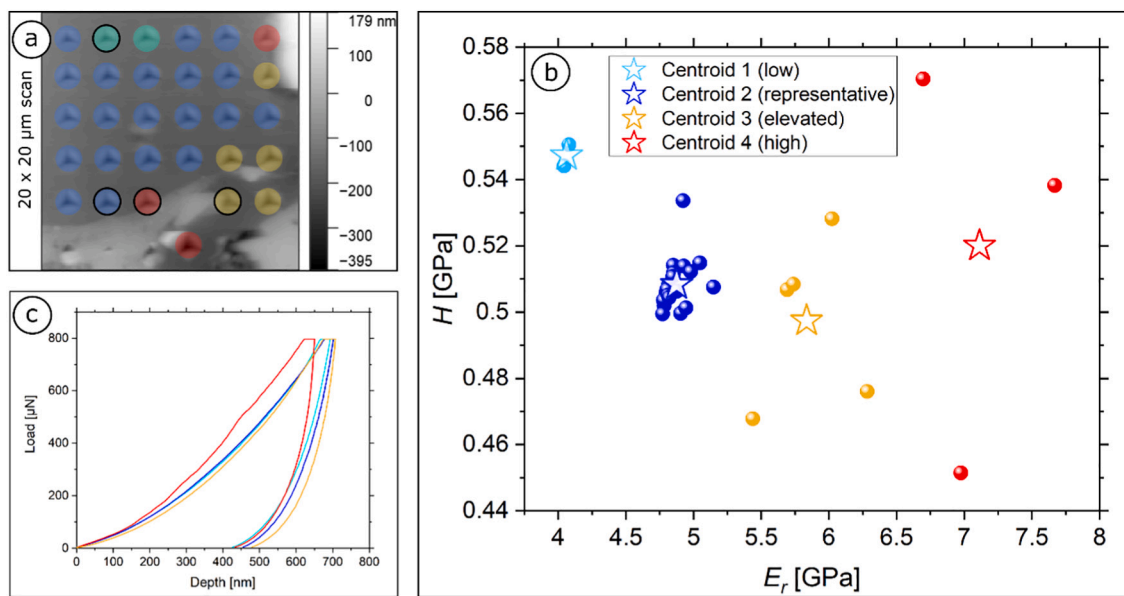 a
20 x 20 μm scan
179 nm
100
0
−100
−200
−300
−395
b
Centroid 1 (low)
Centroid 2 (representative)
Centroid 3 (elevated)
Centroid 4 (high)
H [GPa]
0.58
0.56
0.54
0.52
0.5
0.48
0.46
0.44
4 4.5 5 5.5 6 6.5 7 7.5 8
E_r [GPa]
c
Load [μN]
800
600
400
200
0
0 100 200 300 400 500 600 700 800
Depth [nm]